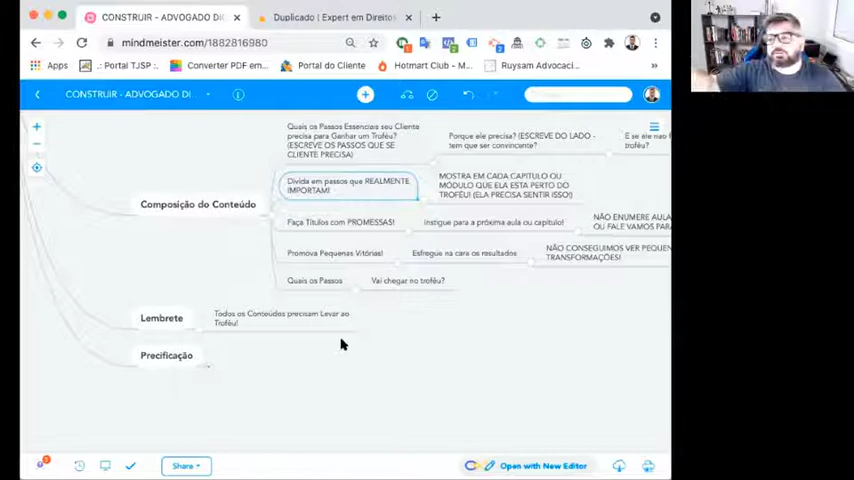 CONSTRUIR - ADVOGADO DI
Duplicado ( Expert em Direitos
mindmeister.com/1882816980
Apps
.: Portal TJSP .:
Converter PDF em...
Portal do Cliente
Hotmart Club - M...
Ruysam Advocaci...
CONSTRUIR - ADVOGADO DI...
Quais os Passos Essenciais seu Cliente
precisa para Ganhar um Troféu?
(ESCREVE OS PASSOS QUE SE
CLIENTE PRECISA)
Porque ele precisa? (ESCREVE DO LADO -
tem que ser convincente?
E se ele não
troféu?
Divida em passos que REALMENTE
IMPORTAM!
MOSTRA EM CADA CAPITULO OU
MÓDULO QUE ELA ESTA PERTO DO
TROFÉU (ELA PRECISA SENTIR ISSO!)
Composição do Conteúdo
Faça Títulos com PROMESSAS!
Instigue para a próxima aula ou capítulo!
NÃO ENUMERE AULA
OU FALE VAMOS PARA
Promova Pequenas Vitórias!
Esfregue na cara os resultados
NÃO CONSEGUIMOS VER PEQUEN
TRANSFORMAÇÕES!
Quais os Passos
Vai chegar no troféu?
Lembrete
Todos os Conteúdos precisam Levar ao
Troféu!
Precificação
Share
Open with New Editor